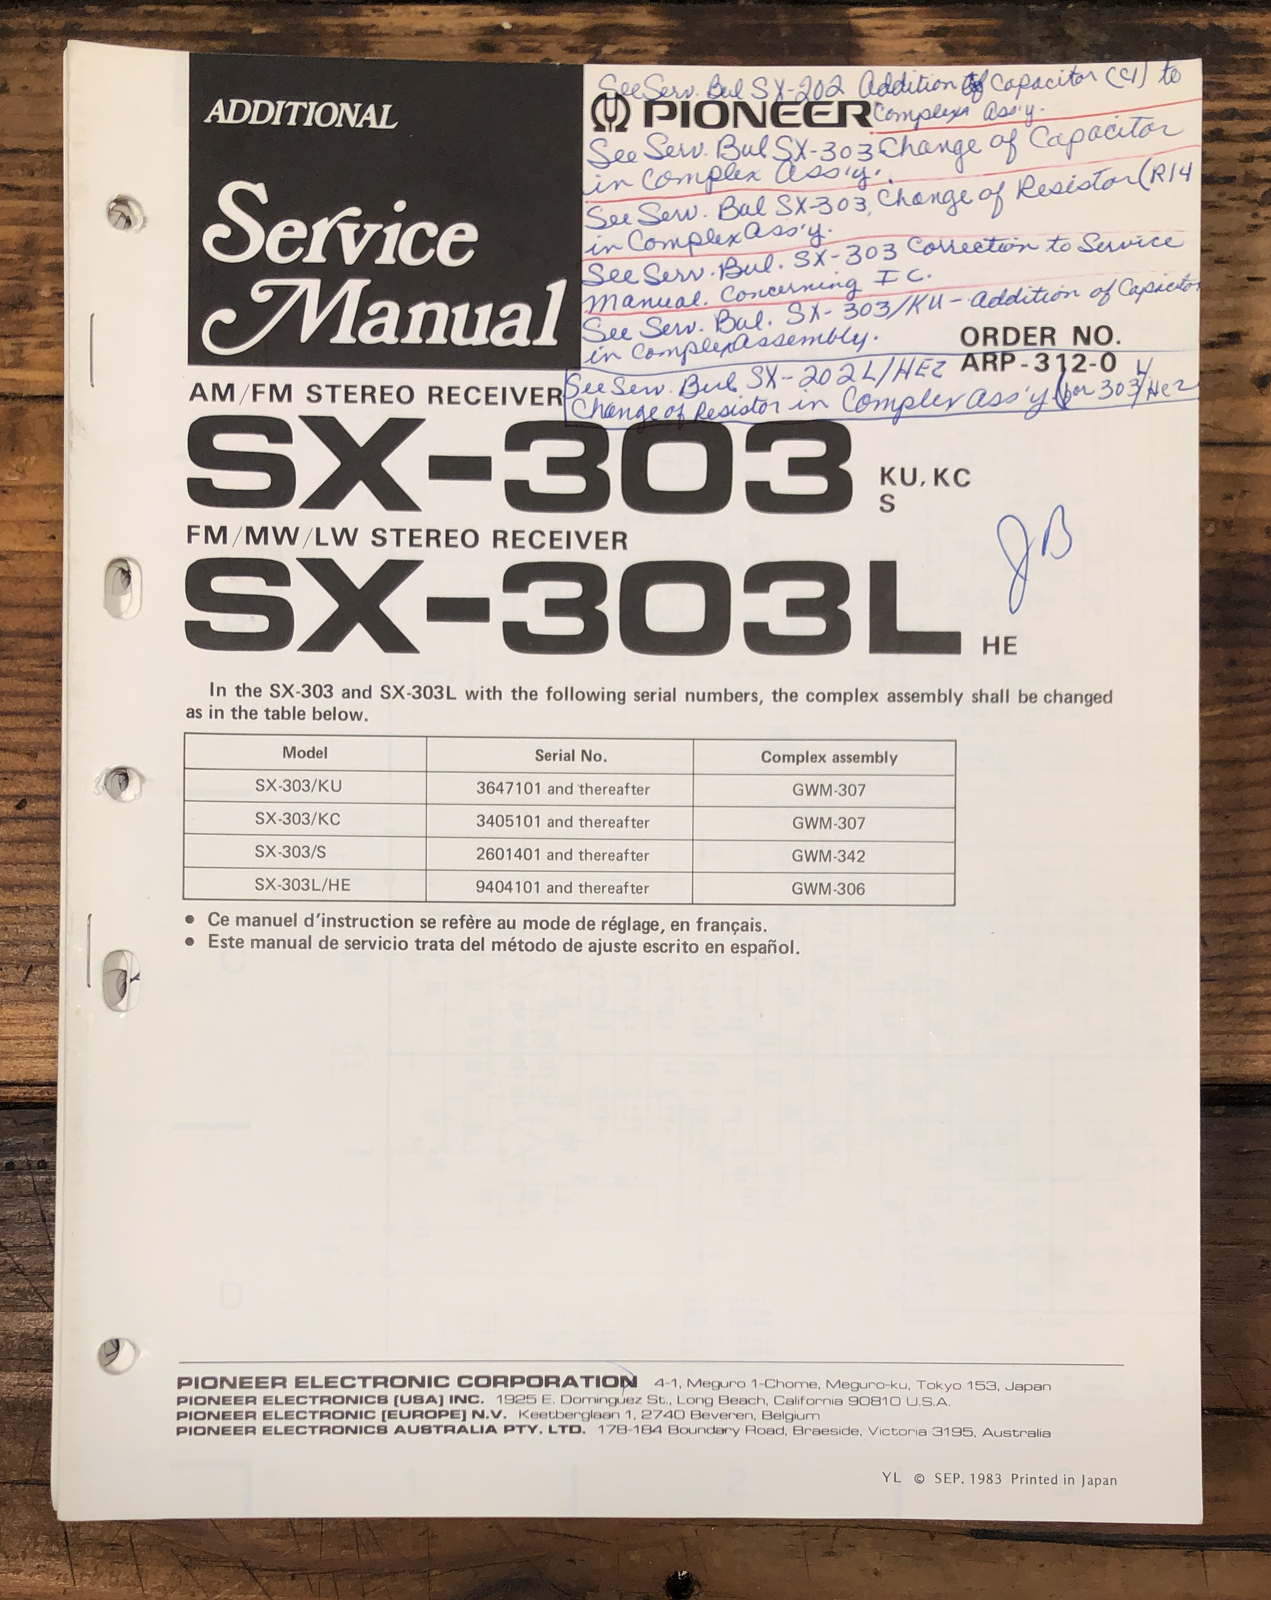 See Serv. Bul SX-202 Addition of Capacitor (C1) to
Complex Ass'y.
ADDITIONAL
PIONEER
See Serv. Bul SX-303 Change of Capacitor
in Complex Ass'y.
See Serv. Bul SX-303, Change of Resistor (R14
in Complex Ass'y.
See Serv. Bul. SX-303 Correction to Service
Manual. Concerning IC.
See Serv. Bul. SX-303/KU - Addition of Capacitor
in Complex Assembly.
Service
Manual
ORDER NO.
ARP-312-0
See Serv. Bul SX-202L/HEZ
Change of Resistor in Complex Ass'y (for 303L/HEZ
AM/FM STEREO RECEIVER
SX-303 KU, KC
S
FM/MW/LW STEREO RECEIVER
JB
SX-303L HE
In the SX-303 and SX-303L with the following serial numbers, the complex assembly shall be changed
as in the table below.
Model Serial No. Complex assembly
SX-303/KU 3647101 and thereafter GWM-307
SX-303/KC 3405101 and thereafter GWM-307
SX-303/S 2601401 and thereafter GWM-342
SX-303L/HE 9404101 and thereafter GWM-306
• Ce manuel d'instruction se refère au mode de réglage, en français.
• Este manual de servicio trata del método de ajuste escrito en español.
PIONEER ELECTRONIC CORPORATION 4-1, Meguro 1-Chome, Meguro-ku, Tokyo 153, Japan
PIONEER ELECTRONICS [USA] INC. 1925 E. Dominguez St., Long Beach, California 90810 U.S.A.
PIONEER ELECTRONIC [EUROPE] N.V. Keetberglaan 1, 2740 Beveren, Belgium
PIONEER ELECTRONICS AUSTRALIA PTY. LTD. 178-184 Boundary Road, Braeside, Victoria 3195, Australia
YL © SEP. 1983 Printed in Japan